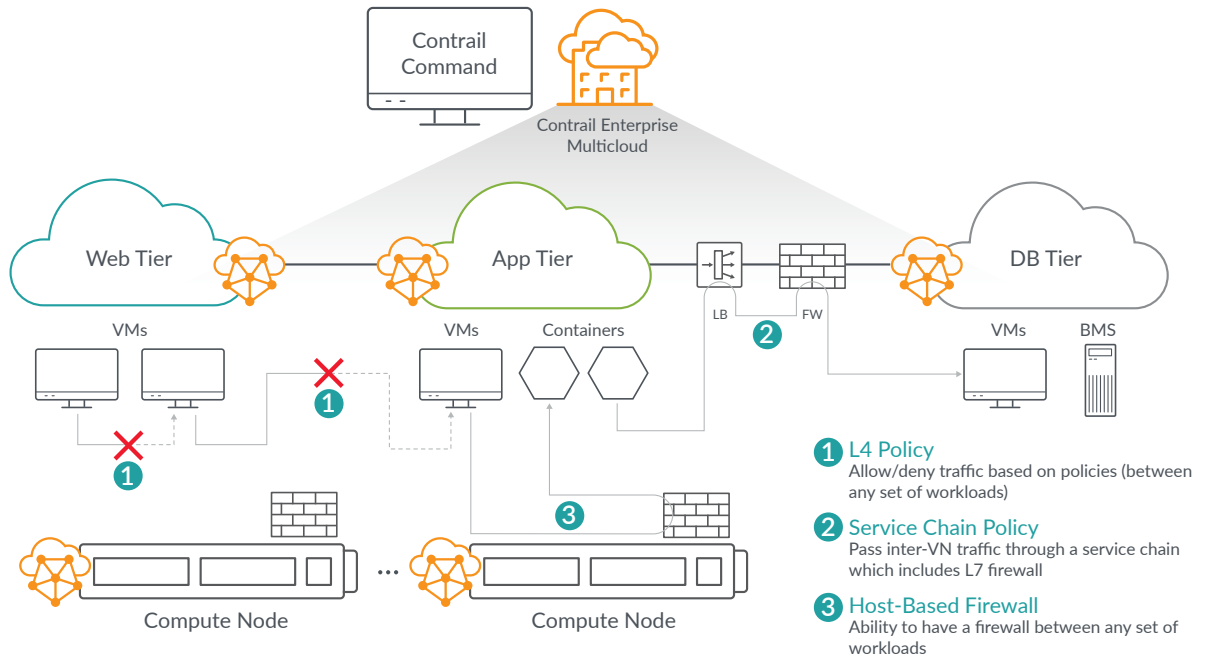 Contrail
Command
Contrail Enterprise
Multicloud
Web Tier
App Tier
DB Tier
LB
FW
2
VMs
VMs
Containers
VMs
BMS
1
1
3
1 L4 Policy
Allow/deny traffic based on policies (between
any set of workloads)
2 Service Chain Policy
Pass inter-VN traffic through a service chain
which includes L7 firewall
3 Host-Based Firewall
Ability to have a firewall between any set of
workloads
...
Compute Node
Compute Node